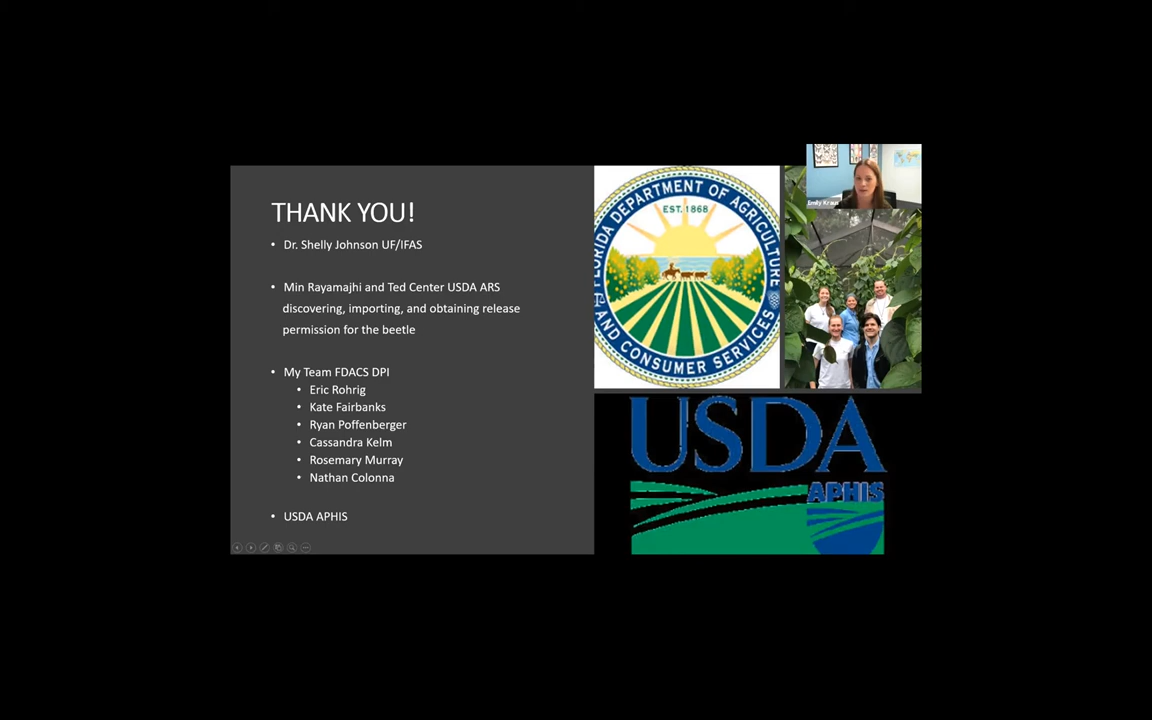 THANK YOU!
• Dr. Shelly Johnson UF/IFAS
• Min Rayamajhi and Ted Center USDA ARS
discovering, importing, and obtaining release
permission for the beetle
• My Team FDACS DPI
• Eric Rohrig
• Kate Fairbanks
• Ryan Poffenberger
• Cassandra Kelm
• Rosemary Murray
• Nathan Colonna
• USDA APHIS
FLORIDA DEPARTMENT OF AGRICULTURE
AND CONSUMER SERVICES
EST. 1868
Emily Kraus
USDA
APHIS